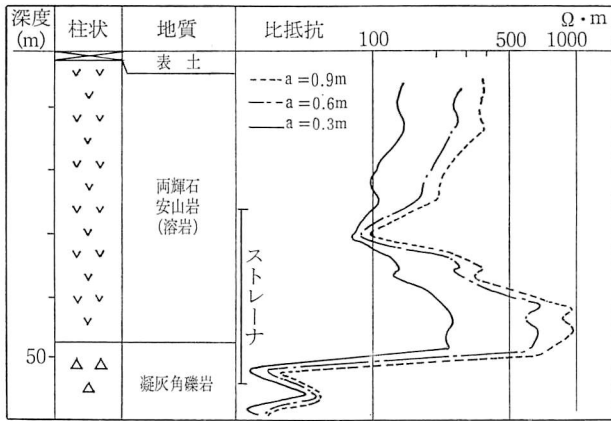 深度
(m)
柱状
地質
比抵抗
Ω・m
100
500
1000
表土
a=0.9m
a=0.6m
a=0.3m
両輝石
安山岩
(溶岩)
ストレーナ
50
凝灰角礫岩